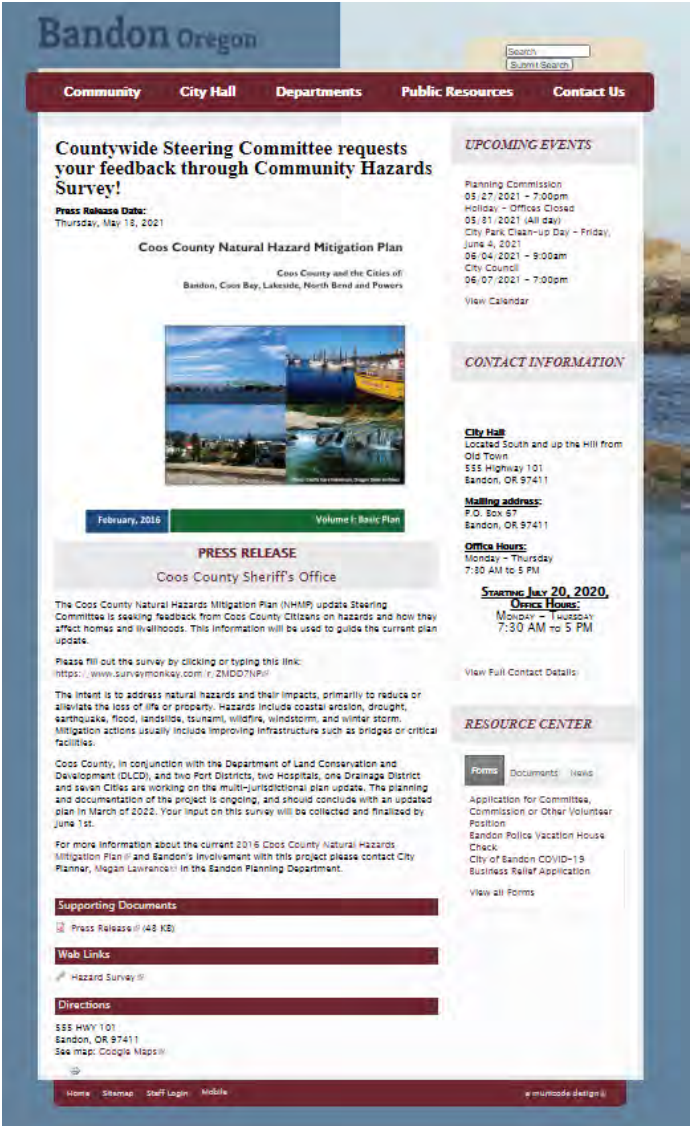 Bandon Oregon
Search
Submit Search
Community City Hall Departments Public Resources Contact Us
Countywide Steering Committee requests
your feedback through Community Hazards
Survey!
Press Release Date:
Thursday, May 13, 2021
Coos County Natural Hazard Mitigation Plan
Coos County and the Cities of:
Bandon, Coos Bay, Lakeside, North Bend and Powers
February, 2016 Volume I: Basic Plan
PRESS RELEASE
Coos County Sheriff's Office
The Coos County Natural Hazards Mitigation Plan (NHMP) update Steering
Committee is seeking feedback from Coos County Citizens on hazards and how they
affect homes and livelihoods. This information will be used to guide the current plan
update.
Please fill out the survey by clicking or typing this link:
https://www.surveymonkey.com/r/ZMDD7NP
The intent is to address natural hazards and their impacts, primarily to reduce or
alleviate the loss of life or property. Hazards include coastal erosion, drought,
earthquake, flood, landslide, tsunami, wildfire, windstorm, and winter storm.
Mitigation actions usually include improving infrastructure such as bridges or critical
facilities.
Coos County, in conjunction with the Department of Land Conservation and
Development (DLCD), and two Port Districts, two Hospitals, one Drainage District
and seven Cities are working on the multi-jurisdictional plan update. The planning
and documentation of the project is ongoing, and should conclude with an updated
plan in March of 2022. Your input on this survey will be collected and finalized by
June 1st.
For more information about the current 2016 Coos County Natural Hazards
Mitigation Plan and Bandon's involvement with this project please contact City
Planner, Megan Lawrence in the Bandon Planning Department.
Supporting Documents
Press Release (48 KB)
Web Links
Hazard Survey
Directions
555 HWY 101
Bandon, OR 97411
See map: Google Maps
UPCOMING EVENTS
Planning Commission
05/27/2021 - 7:00pm
Holiday - Offices Closed
05/31/2021 (All day)
City Park Clean-up Day - Friday,
June 4, 2021
06/04/2021 - 9:00am
City Council
06/07/2021 - 7:00pm
View Calendar
CONTACT INFORMATION
City Hall
Located South and up the Hill from
Old Town
555 Highway 101
Bandon, OR 97411
Mailing address:
P.O. Box 67
Bandon, OR 97411
Office Hours:
Monday - Thursday
7:30 AM to 5 PM
Starting July 20, 2020,
Office Hours:
Monday - Thursday
7:30 AM to 5 PM
View Full Contact Details
RESOURCE CENTER
Forms Documents News
Application for Committee,
Commission or Other Volunteer
Position
Bandon Police Vacation House
Check
City of Bandon COVID-19
Business Relief Application
View all Forms
Home Sitemap Staff Login Mobile
a municode design